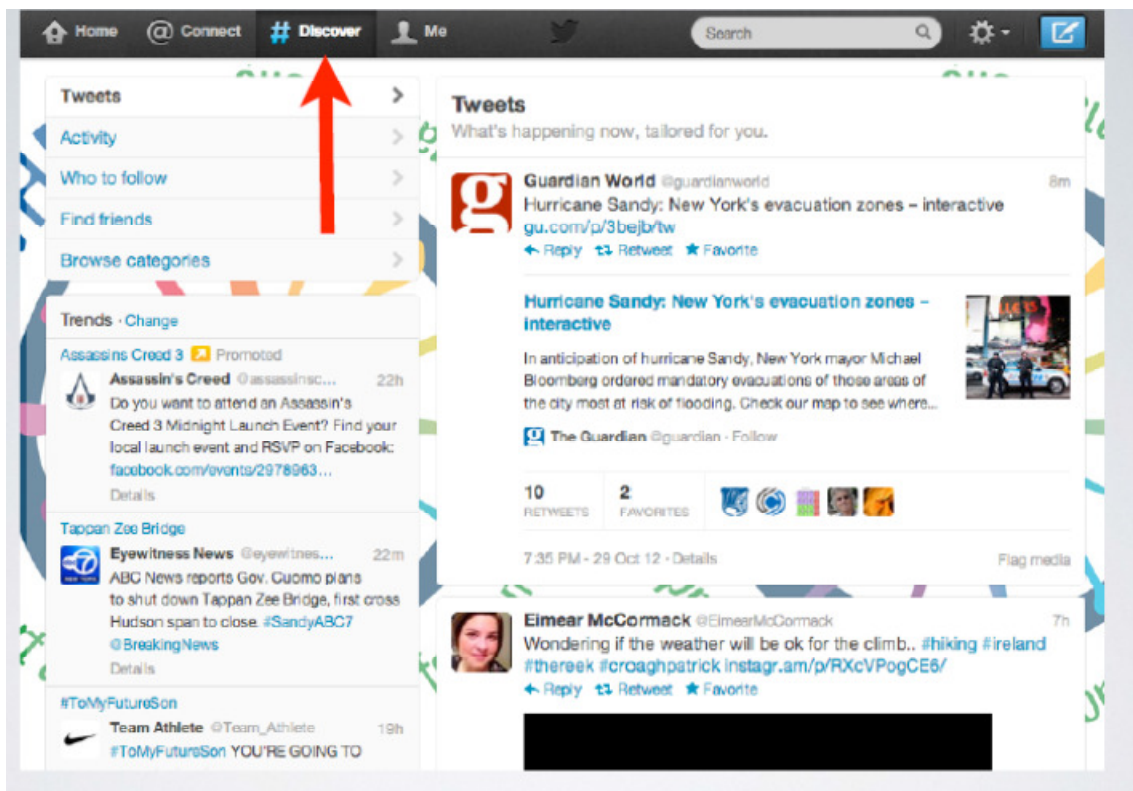 Home @ Connect # Discover Me Search
Tweets
Activity
Who to follow
Find friends
Browse categories
Trends · Change
Assassins Creed 3 Promoted
Assassin's Creed @assassinsc... 22h
Do you want to attend an Assassin's
Creed 3 Midnight Launch Event? Find your
local launch event and RSVP on Facebook:
facebook.com/events/2978963...
Details
Tappan Zee Bridge
Eyewitness News @eyewitnes... 22m
ABC News reports Gov. Cuomo plans
to shut down Tappan Zee Bridge, first cross
Hudson span to close. #SandyABC7
@BreakingNews
Details
#ToMyFutureSon
Team Athlete @Team_Athlete 19h
#ToMyFutureSon YOU'RE GOING TO
Tweets
What's happening now, tailored for you.
Guardian World @guardianworld 8m
Hurricane Sandy: New York's evacuation zones – interactive
gu.com/p/3bejb/tw
Reply Retweet Favorite
Hurricane Sandy: New York's evacuation zones –
interactive
In anticipation of hurricane Sandy, New York mayor Michael
Bloomberg ordered mandatory evacuations of those areas of
the city most at risk of flooding. Check our map to see where...
The Guardian @guardian · Follow
10 2
RETWEETS FAVORITES
7:35 PM - 29 Oct 12 · Details Flag media
Eimear McCormack @EimearMcCormack 7h
Wondering if the weather will be ok for the climb.. #hiking #ireland
#thereek #croaghpatrick instagr.am/p/RXcVPogCE6/
Reply Retweet Favorite